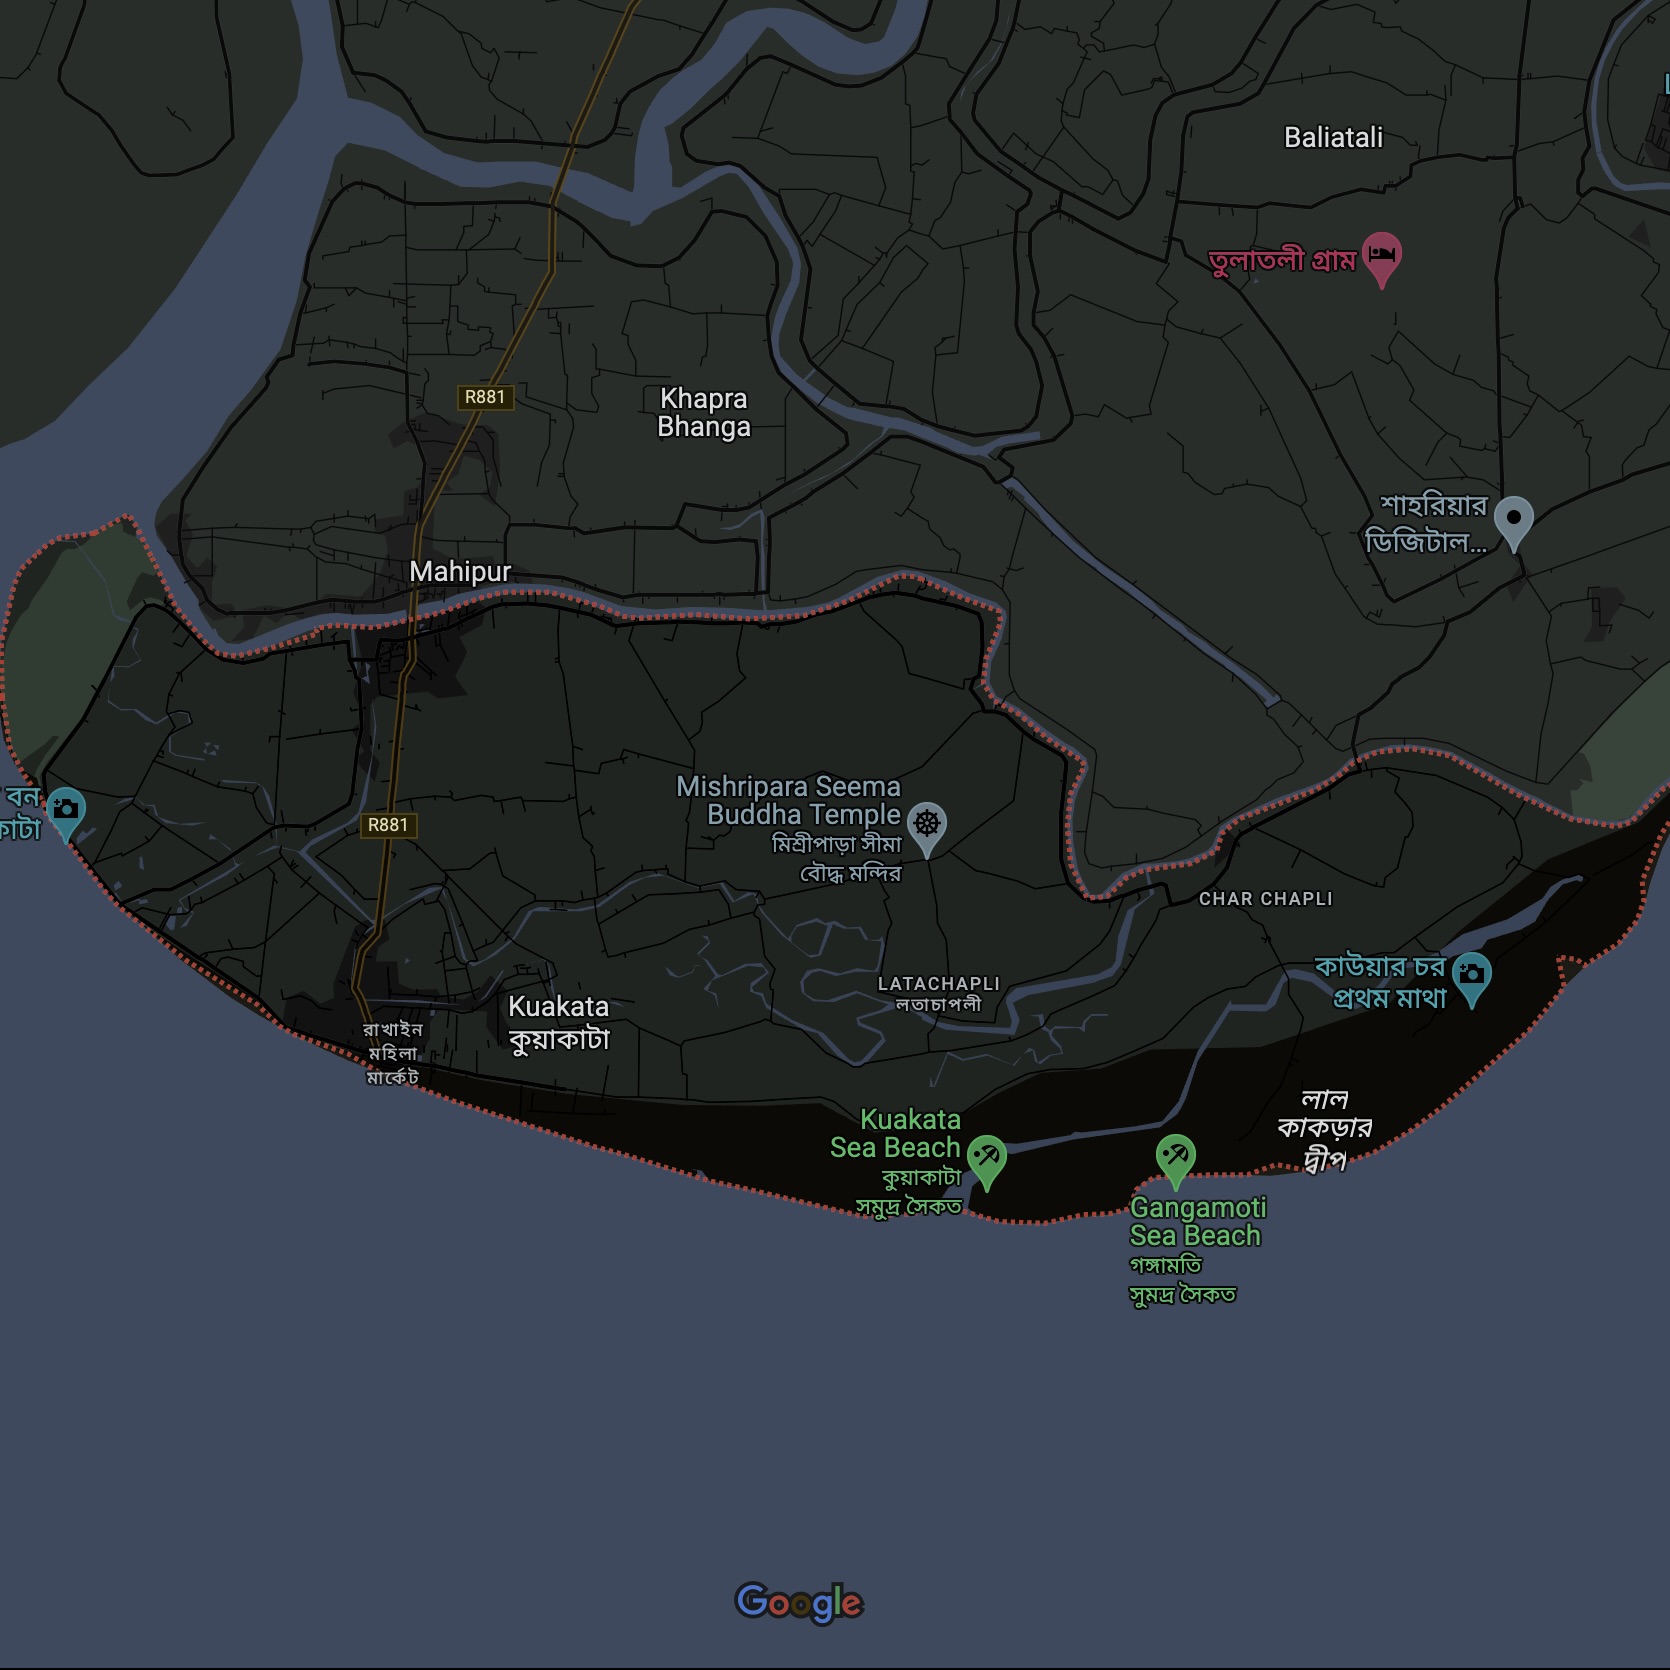 Baliatali
তুলাতলী গ্রাম
R881
Khapra
Bhanga
শাহরিয়ার
ডিজিটাল...
Mahipur
বন
Mishripara Seema
Buddha Temple
মিশ্রীপাড়া সীমা
বৌদ্ধ মন্দির
R881
CHAR CHAPLI
কাউয়ার চর
প্রথম মাথা
LATACHAPLI
লতাচাপলী
Kuakata
কুয়াকাটা
রাখাইন
মহিলা
মার্কেট
লাল
কাকড়ার
দ্বীপ
Kuakata
Sea Beach
কুয়াকাটা
সমুদ্র সৈকত
Gangamoti
Sea Beach
গঙ্গামতি
সুমদ্র সৈকত
Google